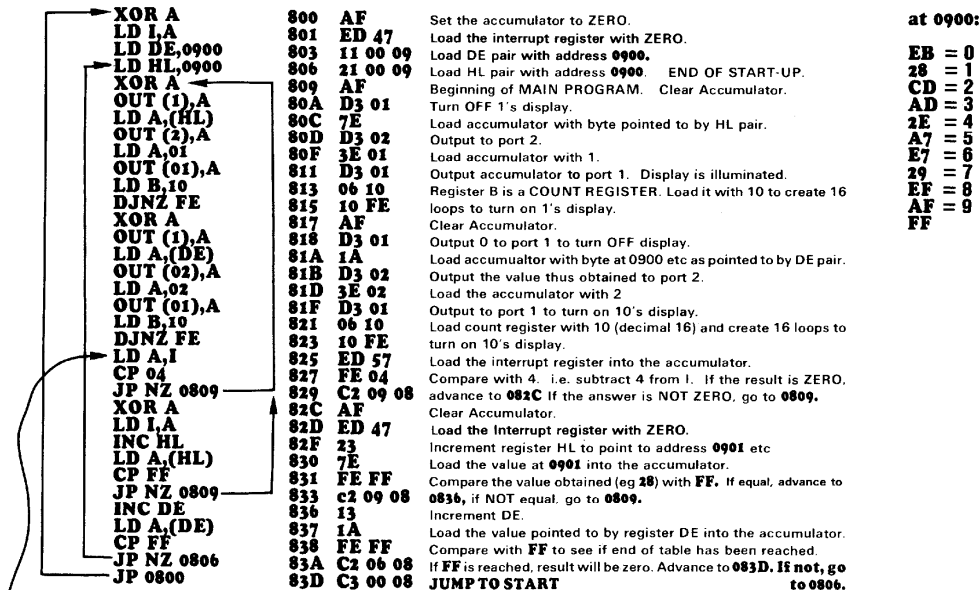 XOR A 800 AF Set the accumulator to ZERO. at 0900:
LD I,A 801 ED 47 Load the interrupt register with ZERO.
LD DE,0900 803 11 00 09 Load DE pair with address 0900. EB = 0
LD HL,0900 806 21 00 09 Load HL pair with address 0900. END OF START-UP. 28 = 1
XOR A 809 AF Beginning of MAIN PROGRAM. Clear Accumulator. CD = 2
OUT (1),A 80A D3 01 Turn OFF 1's display. AD = 3
LD A,(HL) 80C 7E Load accumulator with byte pointed to by HL pair. 2E = 4
OUT (2),A 80D D3 02 Output to port 2. A7 = 5
LD A,01 80F 3E 01 Load accumulator with 1. E7 = 6
OUT (01),A 811 D3 01 Output accumulator to port 1. Display is illuminated. 29 = 7
LD B,10 813 06 10 Register B is a COUNT REGISTER. Load it with 10 to create 16 EF = 8
DJNZ FE 815 10 FE loops to turn on 1's display. AF = 9
XOR A 817 AF Clear Accumulator. FF
OUT (1),A 818 D3 01 Output 0 to port 1 to turn OFF display.
LD A,(DE) 81A 1A Load accumualtor with byte at 0900 etc as pointed to by DE pair.
OUT (02),A 81B D3 02 Output the value thus obtained to port 2.
LD A,02 81D 3E 02 Load the accumulator with 2
OUT (01),A 81F D3 01 Output to port 1 to turn on 10's display.
LD B,10 821 06 10 Load count register with 10 (decimal 16) and create 16 loops to
DJNZ FE 823 10 FE turn on 10's display.
LD A,I 825 ED 57 Load the interrupt register into the accumulator.
CP 04 827 FE 04 Compare with 4. i.e. subtract 4 from I. If the result is ZERO,
JP NZ 0809 829 C2 09 08 advance to 082C If the answer is NOT ZERO, go to 0809.
XOR A 82C AF Clear Accumulator.
LD I,A 82D ED 47 Load the Interrupt register with ZERO.
INC HL 82F 23 Increment register HL to point to address 0901 etc
LD A,(HL) 830 7E Load the value at 0901 into the accumulator.
CP FF 831 FE FF Compare the value obtained (eg 28) with FF. If equal, advance to
JP NZ 0809 833 c2 09 08 0836, if NOT equal, go to 0809.
INC DE 836 13 Increment DE.
LD A,(DE) 837 1A Load the value pointed to by register DE into the accumulator.
CP FF 838 FE FF Compare with FF to see if end of table has been reached.
JP NZ 0806 83A C2 06 08 If FF is reached, result will be zero. Advance to 083D. If not, go
JP 0800 83D C3 00 08 JUMP TO START to 0806.